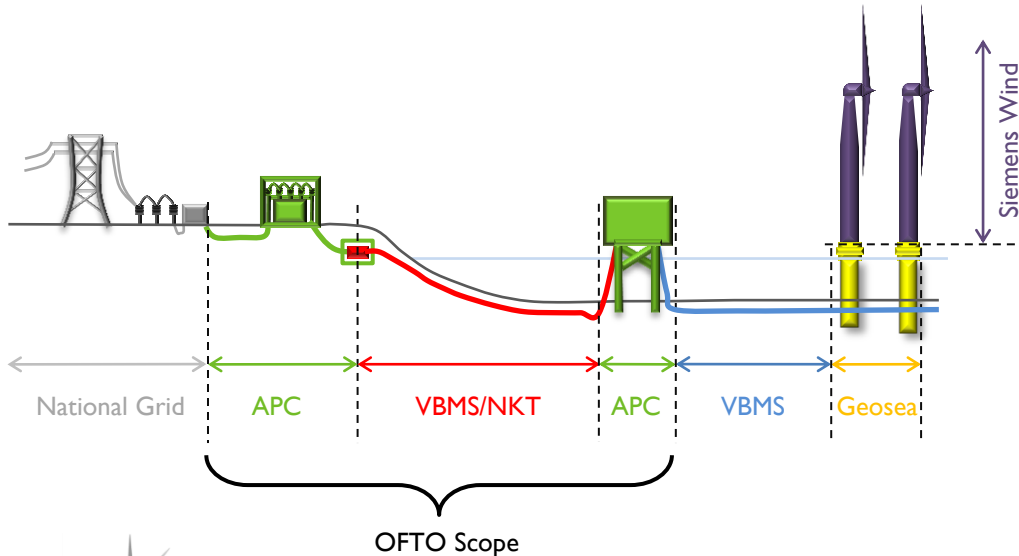 Siemens Wind
National Grid
APC
VBMS/NKT
APC
VBMS
Geosea
OFTO Scope